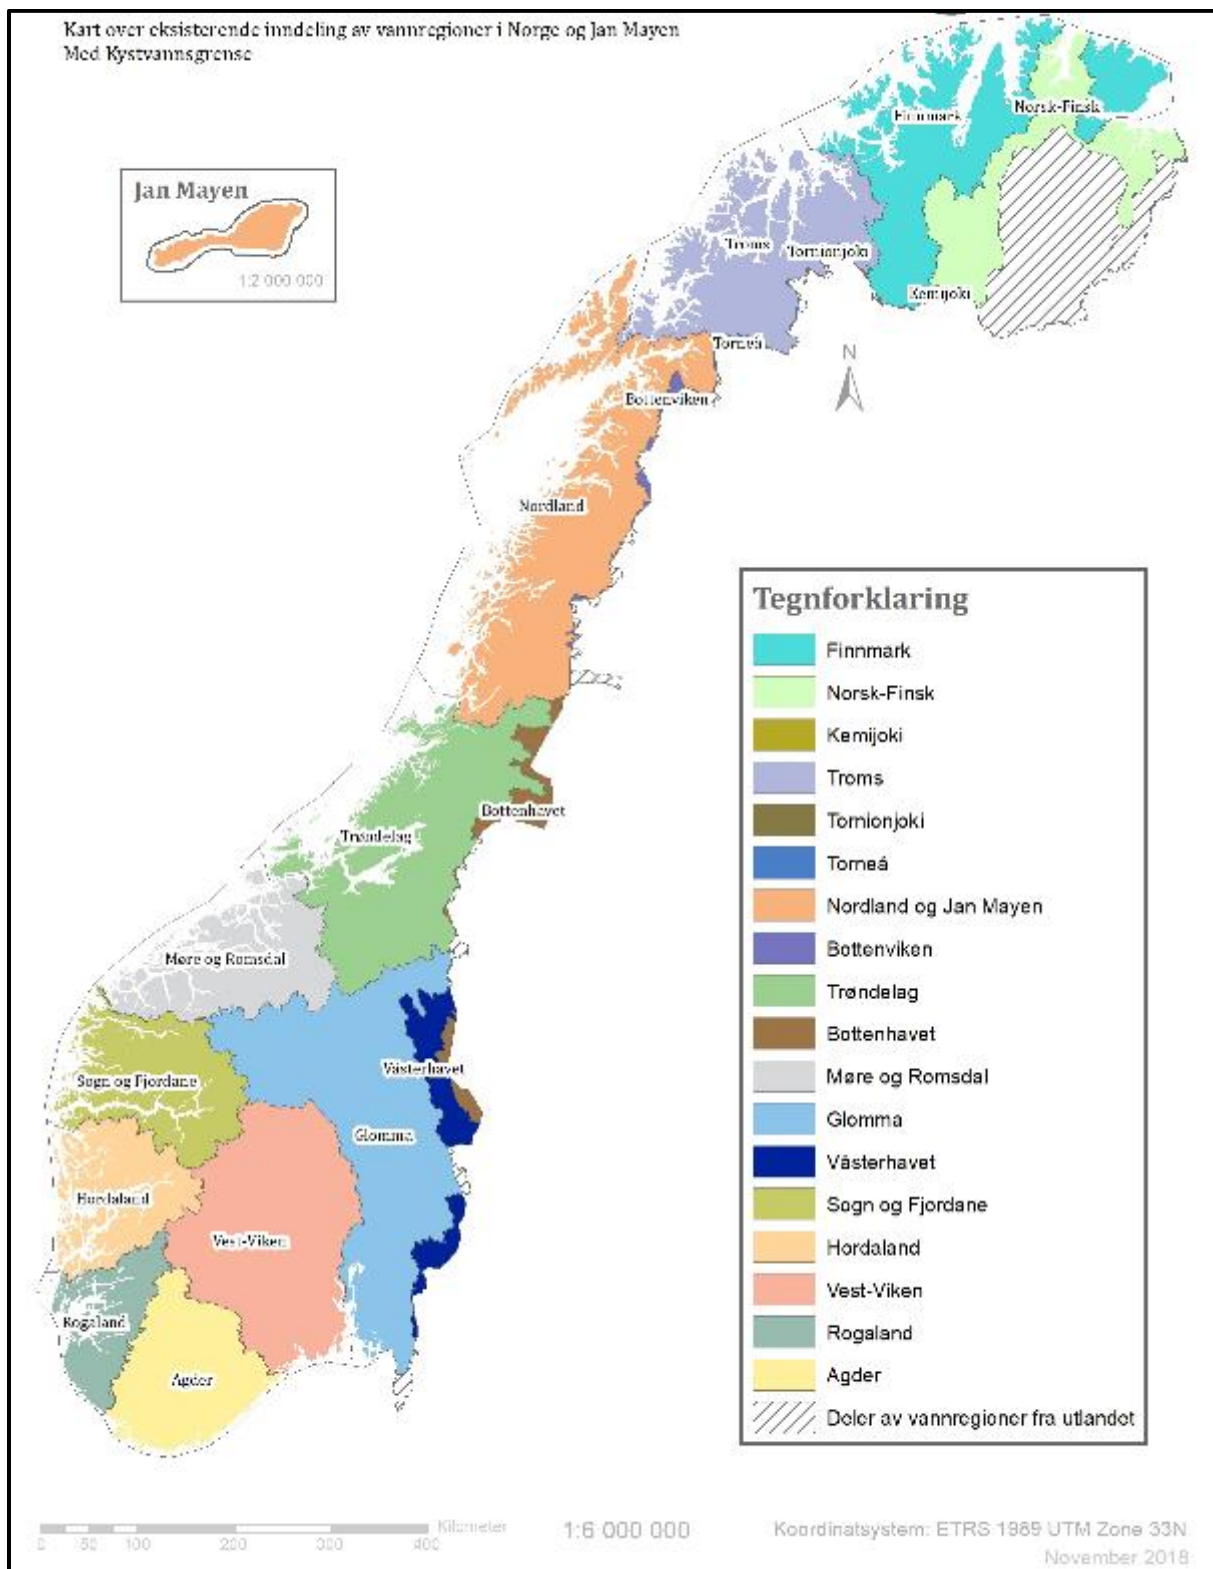 Kart over eksisterende inndeling av vannregioner i Norge og Jan Mayen
Med Kystvannsgrense
Jan Mayen
1:2 000 000
Finnmark
Norsk-Finsk
Troms
Tornionjoki
Kemijoki
Torneå
N
Bottenviken
Nordland
Bottenhavet
Trøndelag
Møre og Romsdal
Västerhavet
Sogn og Fjordane
Glomma
Hordaland
Vest-Viken
Rogaland
Agder
Tegnforklaring
Finnmark
Norsk-Finsk
Kemijoki
Troms
Tornionjoki
Torneå
Nordland og Jan Mayen
Bottenviken
Trøndelag
Bottenhavet
Møre og Romsdal
Glomma
Västerhavet
Sogn og Fjordane
Hordaland
Vest-Viken
Rogaland
Agder
Deler av vannregioner fra utlandet
Kilometer
0 50 100 200 300 400
1:6 000 000
Koordinatsystem: ETRS 1989 UTM Zone 33N
November 2018